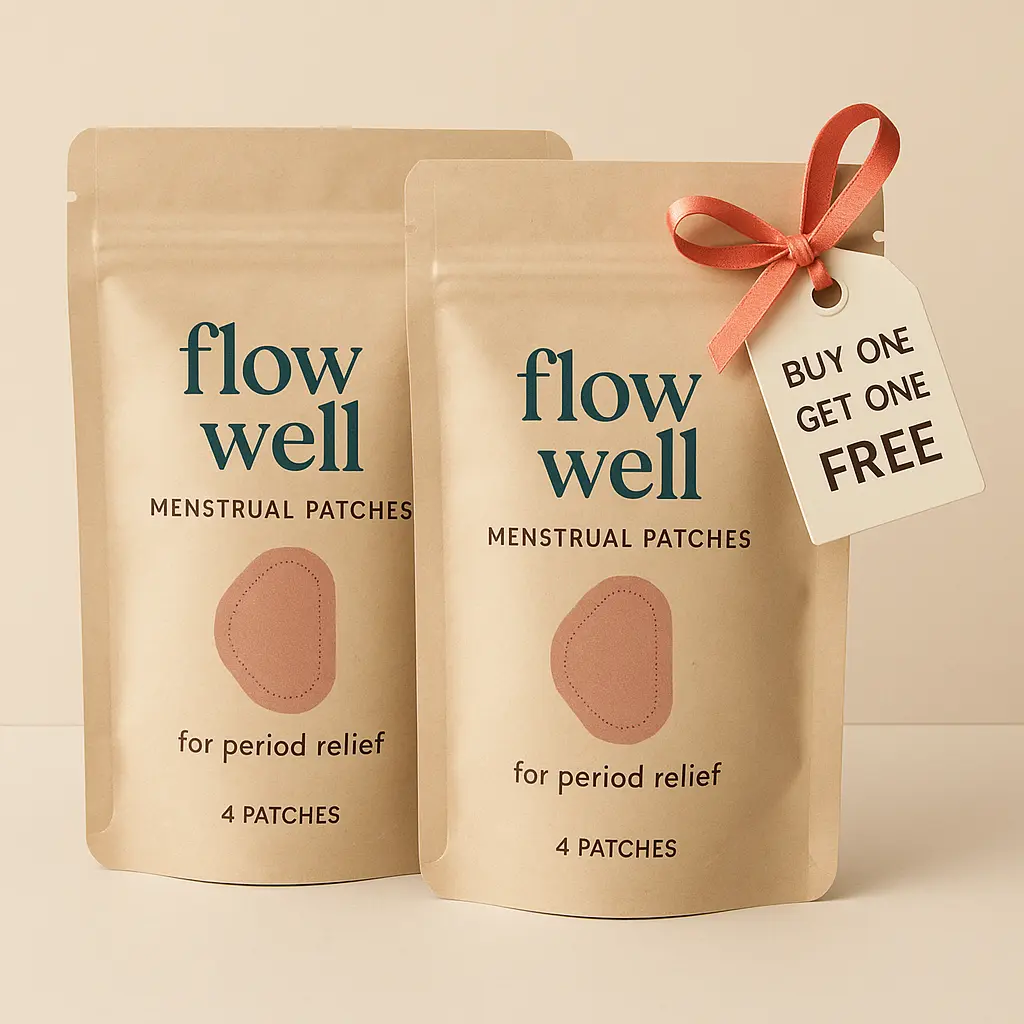 flow
well
MENSTRUAL PATCHES
for period relief
4 PATCHES
flow
well
MENSTRUAL PATCHES
for period relief
4 PATCHES
BUY ONE
GET ONE
FREE